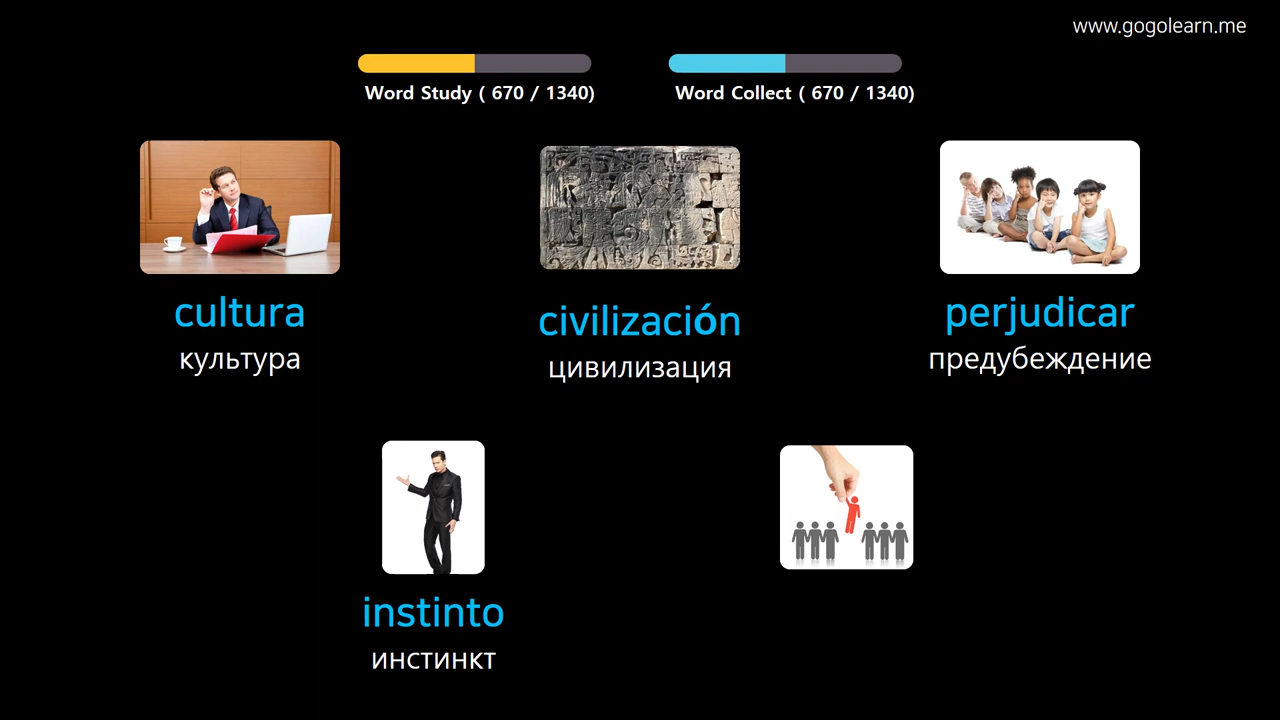 www.gogolearn.me
Word Study ( 670 / 1340)
Word Collect ( 670 / 1340)
cultura
культура
civilización
цивилизация
perjudicar
предубеждение
instinto
инстинкт